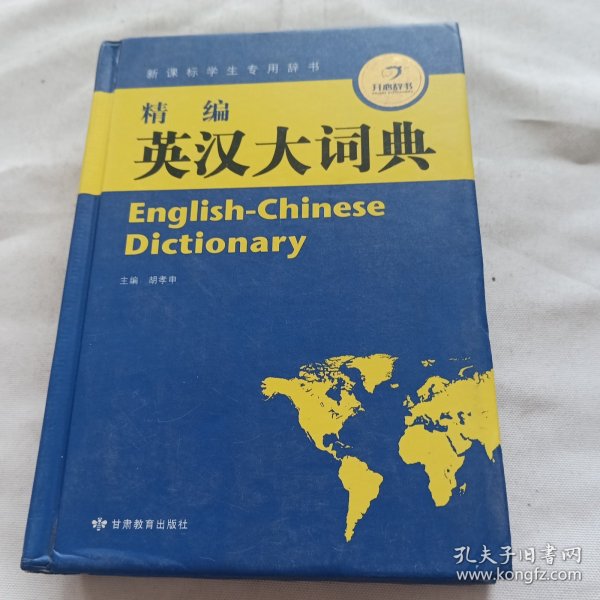 新课标学生专用辞书
开心辞书
精编
英汉大词典
English-Chinese
Dictionary
主编 胡孝申
甘肃教育出版社
孔夫子旧书网
www.kongfz.com